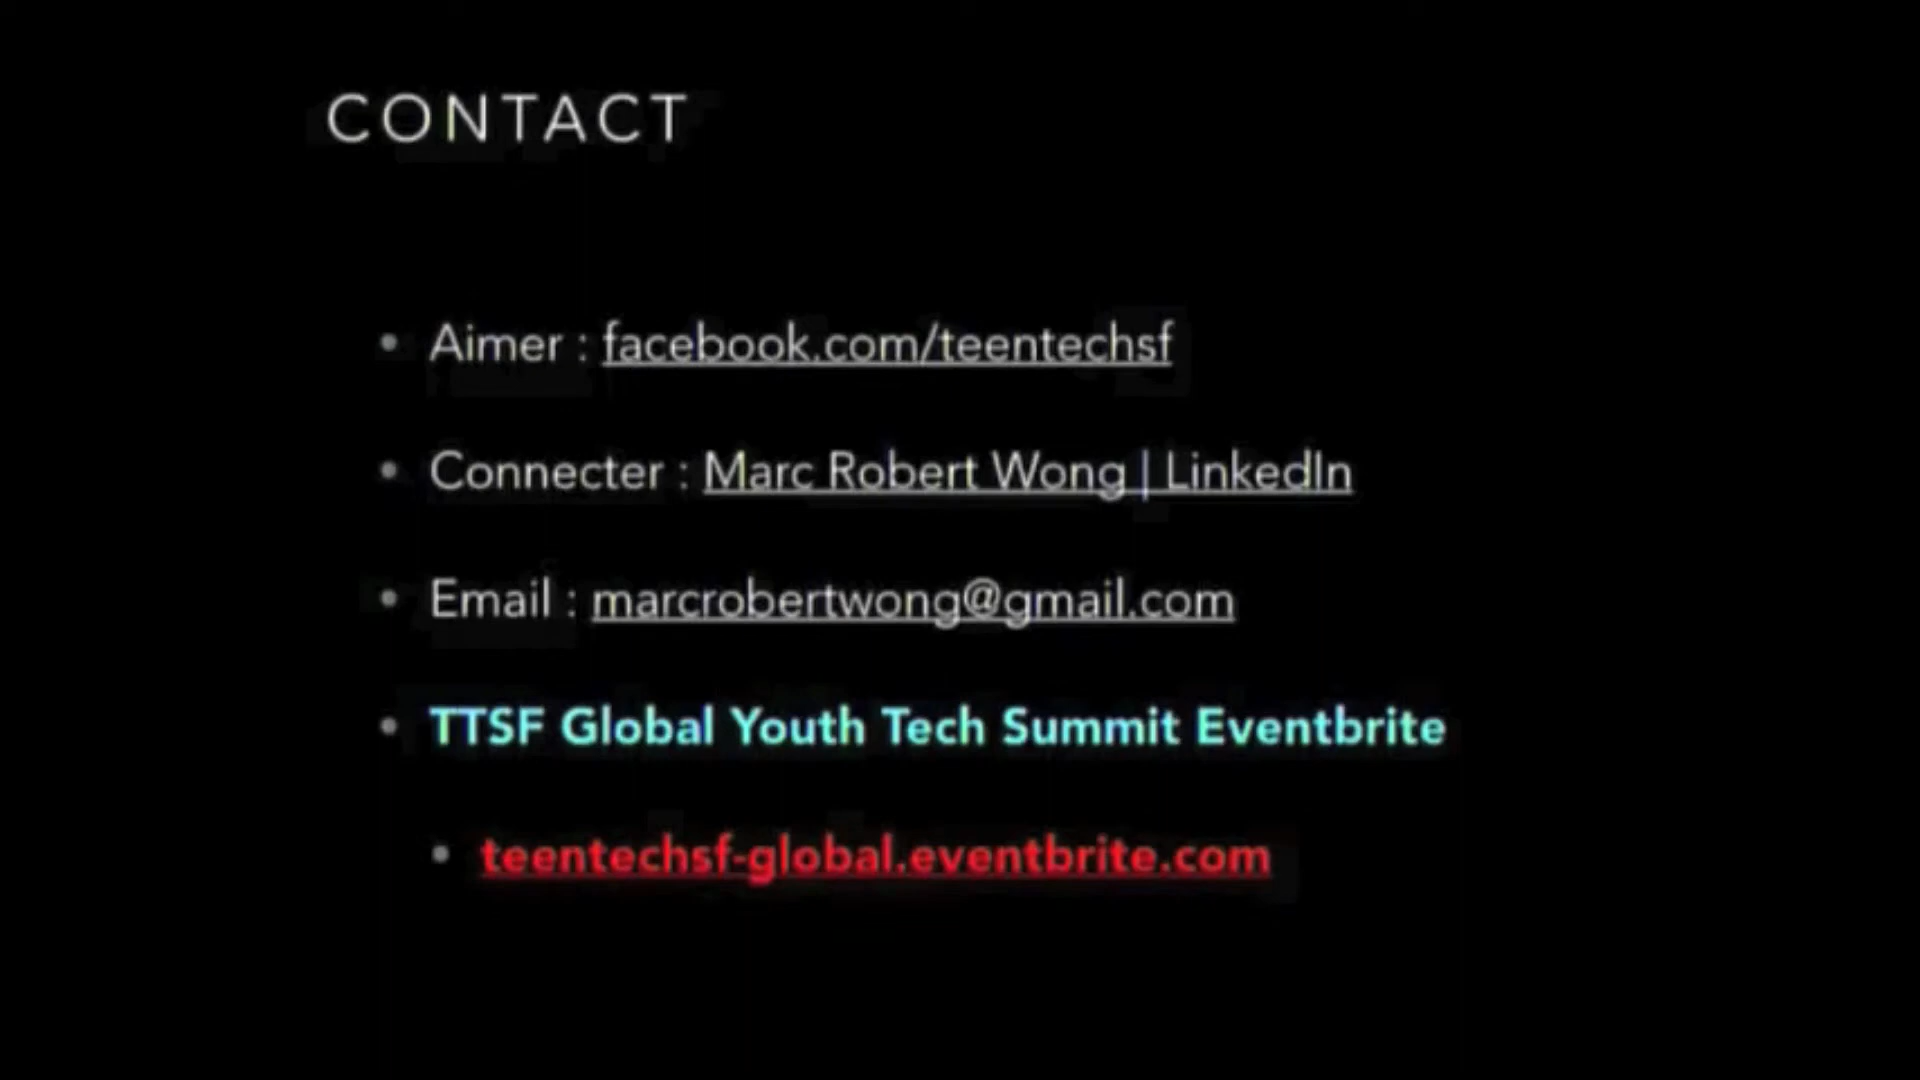 CONTACT
Aimer : facebook.com/teentechsf
Connecter : Marc Robert Wong | LinkedIn
Email : marcrobertwong@gmail.com
TTSF Global Youth Tech Summit Eventbrite
teentechsf-global.eventbrite.com